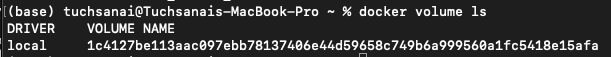 (base) tuchsanai@Tuchsanais-MacBook-Pro ~ % docker volume ls
DRIVER VOLUME NAME
local 1c4127be113aac097ebb78137406e44d59658c749b6a999560a1fc5418e15afa